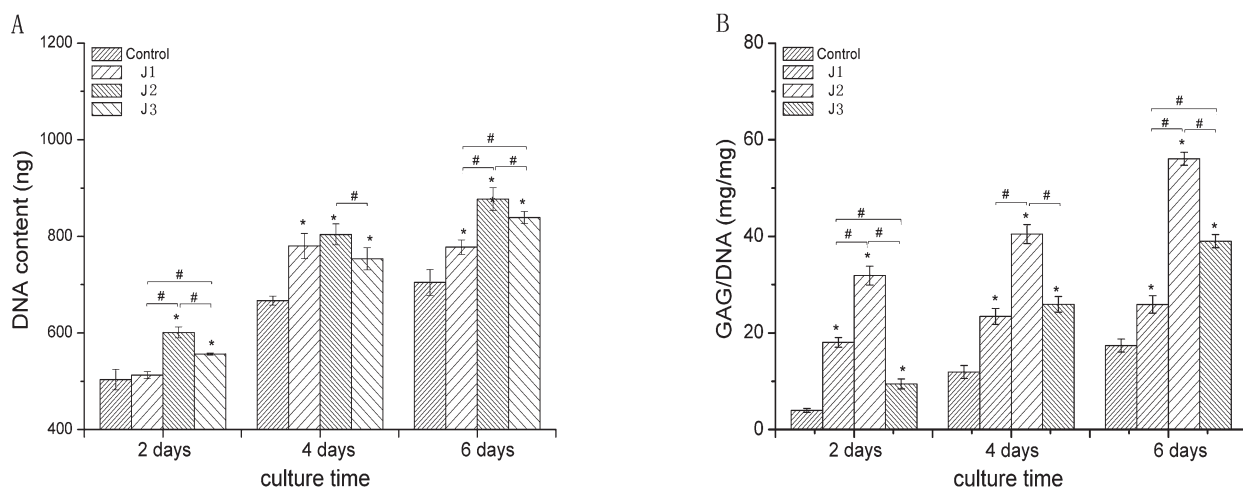 A
1200
1000
800
600
400
DNA content (ng)
Control
J1
J2
J3
#
#
#
*
*
#
*
*
*
#
#
#
*
*
*
*
2 days
4 days
6 days
culture time
B
80
60
40
20
0
GAG/DNA (mg/mg)
Control
J1
J2
J3
#
#
#
*
*
*
#
#
*
*
*
#
#
#
*
*
*
2 days
4 days
6 days
culture time